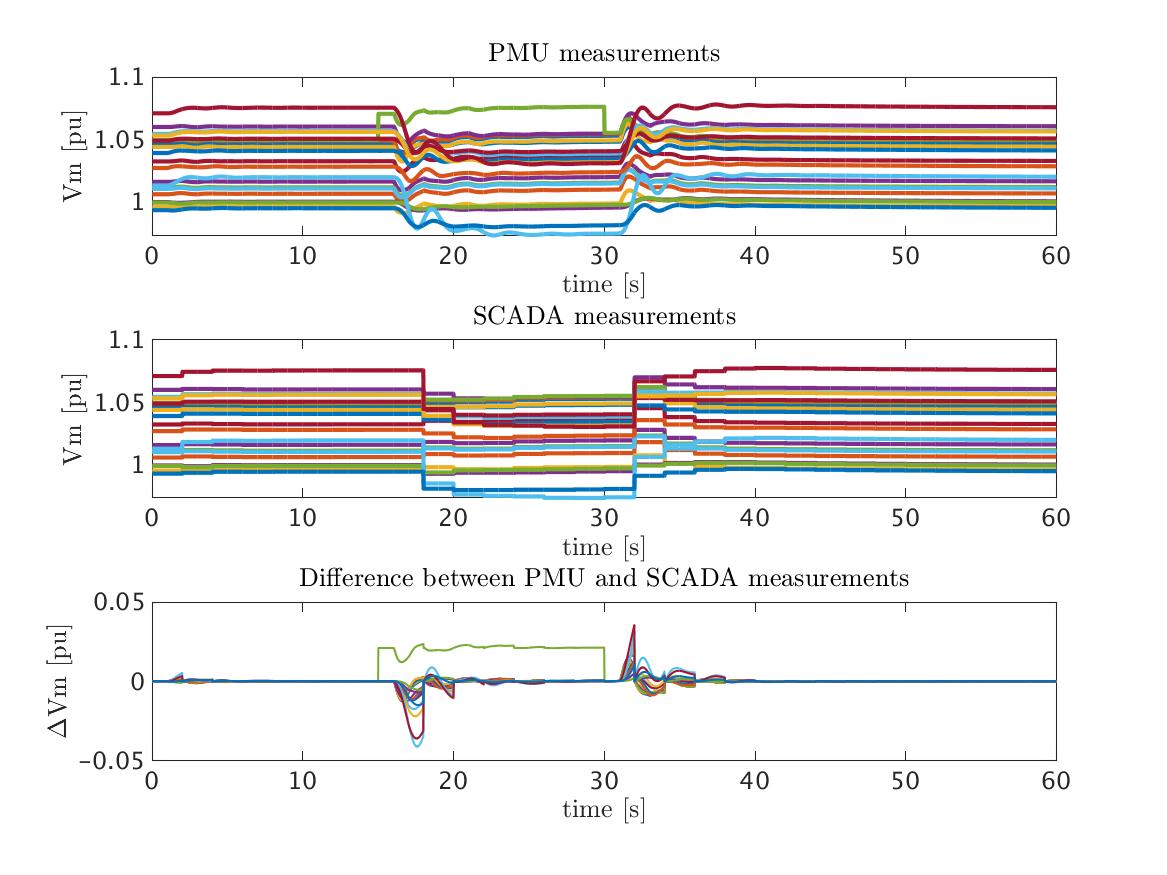 PMU measurements
1.1
1.05
1
Vm [pu]
0 10 20 30 40 50 60
time [s]
SCADA measurements
1.1
1.05
1
Vm [pu]
0 10 20 30 40 50 60
time [s]
Difference between PMU and SCADA measurements
0.05
0
-0.05
ΔVm [pu]
0 10 20 30 40 50 60
time [s]